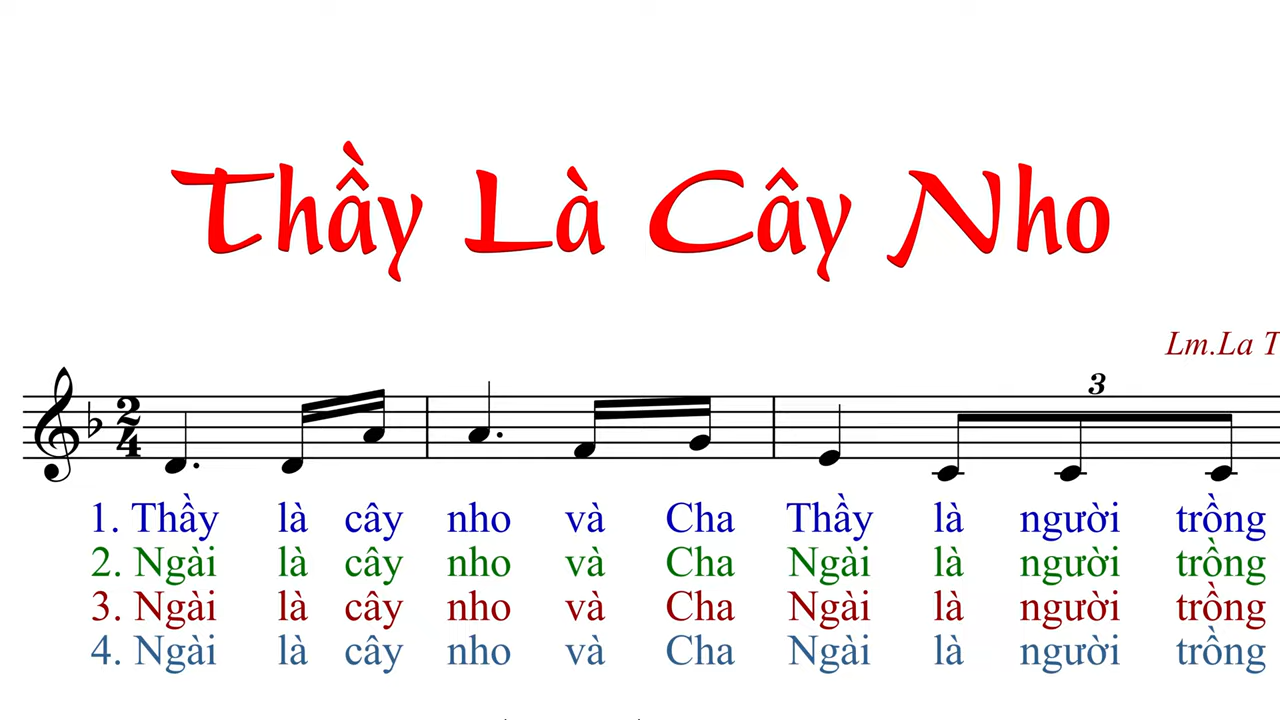 Thầy Là Cây Nho
Lm.La T
3
2
4
1. Thầy là cây nho và Cha Thầy là người trồng
2. Ngài là cây nho và Cha Ngài là người trồng
3. Ngài là cây nho và Cha Ngài là người trồng
4. Ngài là cây nho và Cha Ngài là người trồng